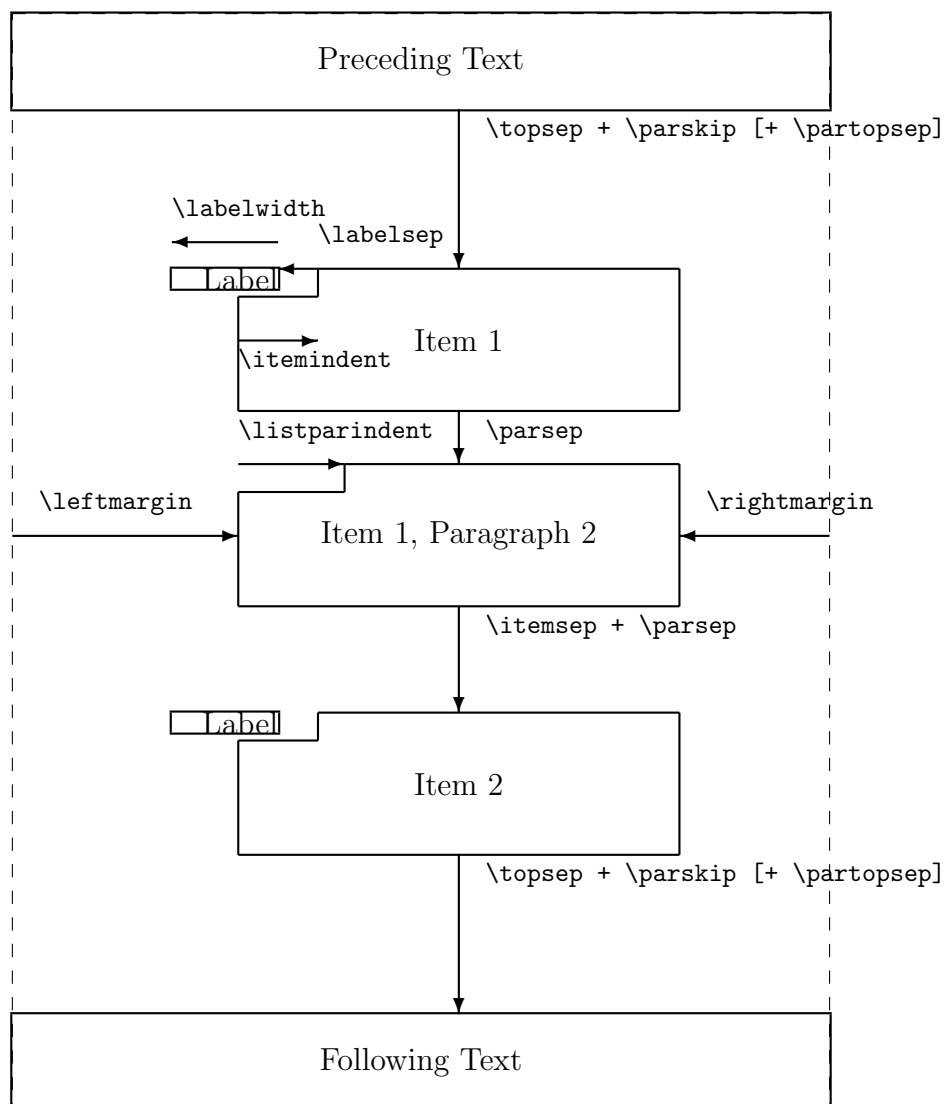 Preceding Text
\topsep + \parskip [+ \partopsep]
\labelwidth
\labelsep
Label
Item 1
\itemindent
\listparindent
\parsep
\leftmargin
\rightmargin
Item 1, Paragraph 2
\itemsep + \parsep
Label
Item 2
\topsep + \parskip [+ \partopsep]
Following Text